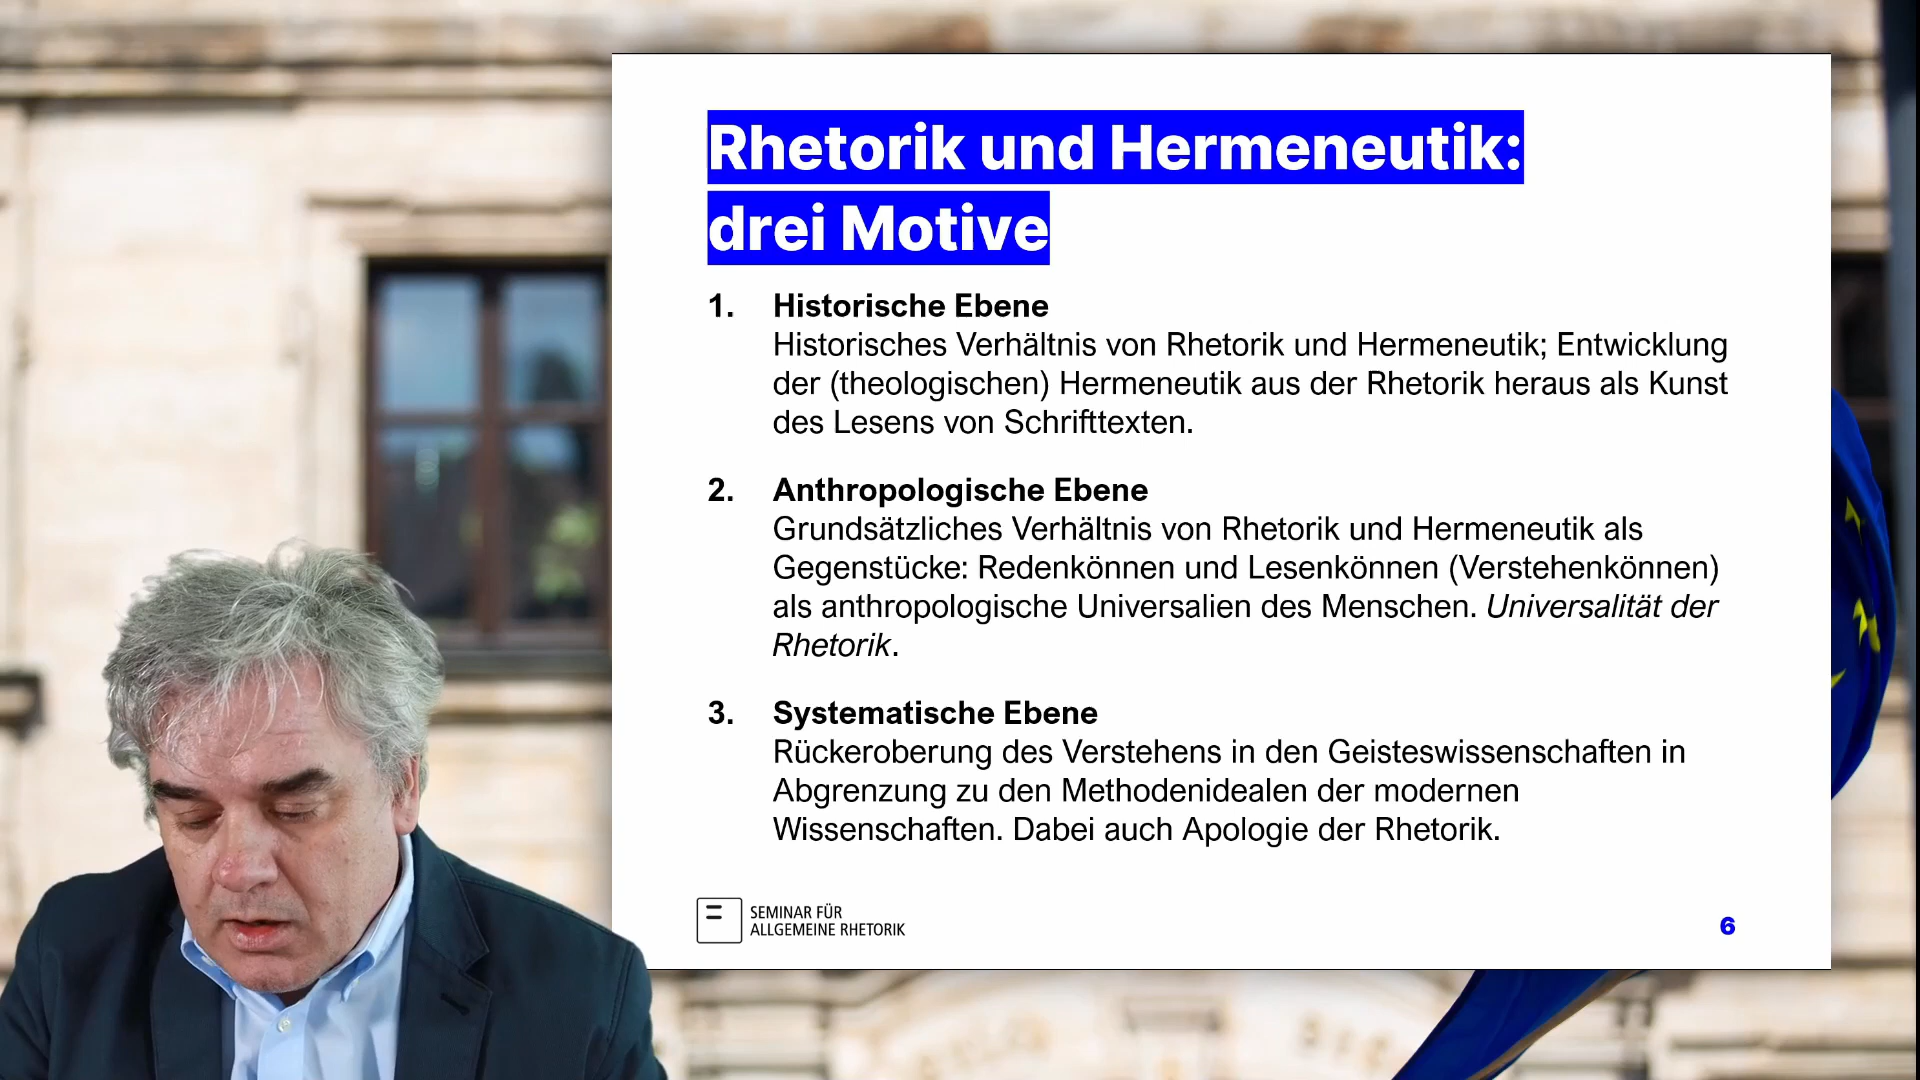 Rhetorik und Hermeneutik:
drei Motive
1. Historische Ebene
Historisches Verhältnis von Rhetorik und Hermeneutik; Entwicklung
der (theologischen) Hermeneutik aus der Rhetorik heraus als Kunst
des Lesens von Schrifttexten.
2. Anthropologische Ebene
Grundsätzliches Verhältnis von Rhetorik und Hermeneutik als
Gegenstücke: Redenkönnen und Lesenkönnen (Verstehenkönnen)
als anthropologische Universalien des Menschen. Universalität der
Rhetorik.
3. Systematische Ebene
Rückeroberung des Verstehens in den Geisteswissenschaften in
Abgrenzung zu den Methodenidealen der modernen
Wissenschaften. Dabei auch Apologie der Rhetorik.
SEMINAR FÜR
ALLGEMEINE RHETORIK
6